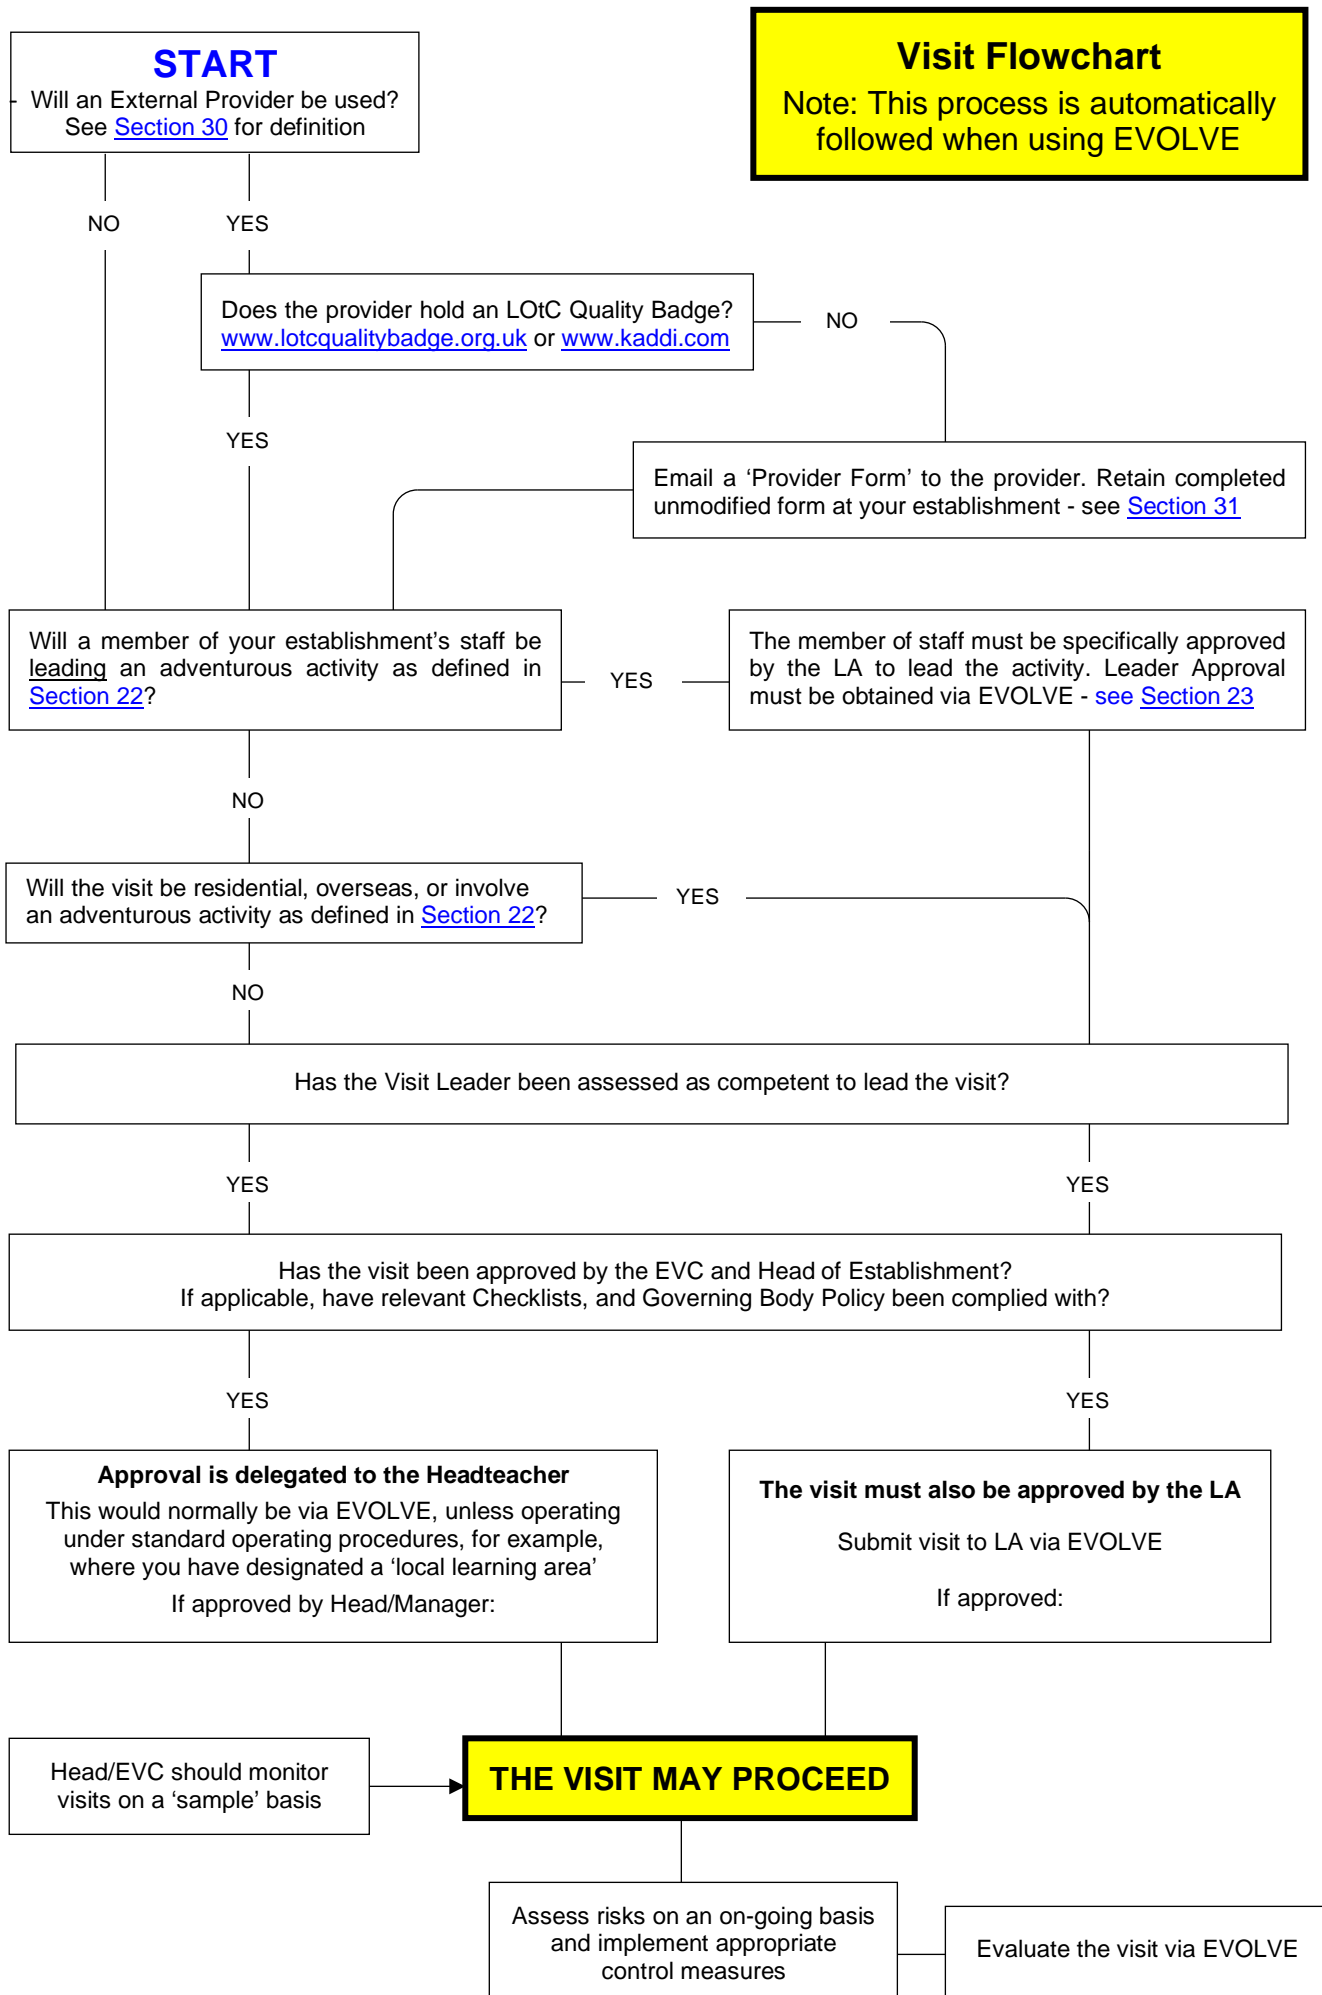 START
Will an External Provider be used?
See Section 30 for definition
Visit Flowchart
Note: This process is automatically
followed when using EVOLVE
NO
YES
Does the provider hold an LOtC Quality Badge?
www.lotcqualitybadge.org.uk or www.kaddi.com
NO
YES
Email a ‘Provider Form’ to the provider. Retain completed
unmodified form at your establishment - see Section 31
Will a member of your establishment’s staff be
leading an adventurous activity as defined in
Section 22?
YES
The member of staff must be specifically approved
by the LA to lead the activity. Leader Approval
must be obtained via EVOLVE - see Section 23
NO
Will the visit be residential, overseas, or involve
an adventurous activity as defined in Section 22?
YES
NO
Has the Visit Leader been assessed as competent to lead the visit?
YES
YES
Has the visit been approved by the EVC and Head of Establishment?
If applicable, have relevant Checklists, and Governing Body Policy been complied with?
YES
YES
Approval is delegated to the Headteacher
This would normally be via EVOLVE, unless operating
under standard operating procedures, for example,
where you have designated a ‘local learning area’
If approved by Head/Manager:
The visit must also be approved by the LA
Submit visit to LA via EVOLVE
If approved:
Head/EVC should monitor
visits on a ‘sample’ basis
THE VISIT MAY PROCEED
Assess risks on an on-going basis
and implement appropriate
control measures
Evaluate the visit via EVOLVE